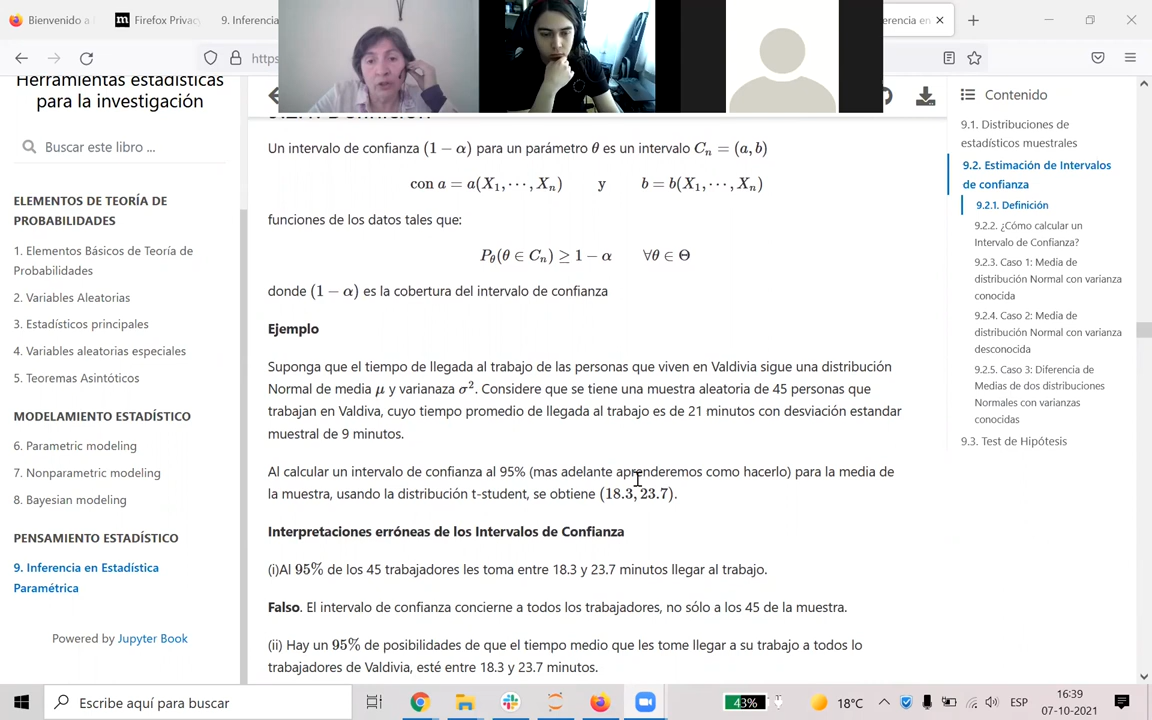 Bienvenido a
Firefox Privac
9. Inferencia
erencia en
https
Herramientas estadísticas
para la investigación
Buscar este libro ...
ELEMENTOS DE TEORÍA DE
PROBABILIDADES
1. Elementos Básicos de Teoría de
Probabilidades
2. Variables Aleatorias
3. Estadísticos principales
4. Variables aleatorias especiales
5. Teoremas Asintóticos
MODELAMIENTO ESTADÍSTICO
6. Parametric modeling
7. Nonparametric modeling
8. Bayesian modeling
PENSAMIENTO ESTADÍSTICO
9. Inferencia en Estadística
Paramétrica
Powered by Jupyter Book
Un intervalo de confianza (1 − α) para un parámetro θ es un intervalo Cₙ = (a, b)
con a = a(X₁, ⋯, Xₙ) y b = b(X₁, ⋯, Xₙ)
funciones de los datos tales que:
P_θ(θ ∈ Cₙ) ≥ 1 − α ∀θ ∈ Θ
donde (1 − α) es la cobertura del intervalo de confianza
Ejemplo
Suponga que el tiempo de llegada al trabajo de las personas que viven en Valdivia sigue una distribución
Normal de media μ y varianaza σ². Considere que se tiene una muestra aleatoria de 45 personas que
trabajan en Valdiva, cuyo tiempo promedio de llegada al trabajo es de 21 minutos con desviación estandar
muestral de 9 minutos.
Al calcular un intervalo de confianza al 95% (mas adelante aprenderemos como hacerlo) para la media de
la muestra, usando la distribución t-student, se obtiene (18.3, 23.7).
Interpretaciones erróneas de los Intervalos de Confianza
(i)Al 95% de los 45 trabajadores les toma entre 18.3 y 23.7 minutos llegar al trabajo.
Falso. El intervalo de confianza concierne a todos los trabajadores, no sólo a los 45 de la muestra.
(ii) Hay un 95% de posibilidades de que el tiempo medio que les tome llegar a su trabajo a todos lo
trabajadores de Valdivia, esté entre 18.3 y 23.7 minutos.
Contenido
9.1. Distribuciones de
estadísticos muestrales
9.2. Estimación de Intervalos
de confianza
9.2.1. Definición
9.2.2. ¿Cómo calcular un
Intervalo de Confianza?
9.2.3. Caso 1: Media de
distribución Normal con varianza
conocida
9.2.4. Caso 2: Media de
distribución Normal con varianza
desconocida
9.2.5. Caso 3: Diferencia de
Medias de dos distribuciones
Normales con varianzas
conocidas
9.3. Test de Hipótesis
Escribe aquí para buscar
43%
18°C
ESP
16:39
07-10-2021